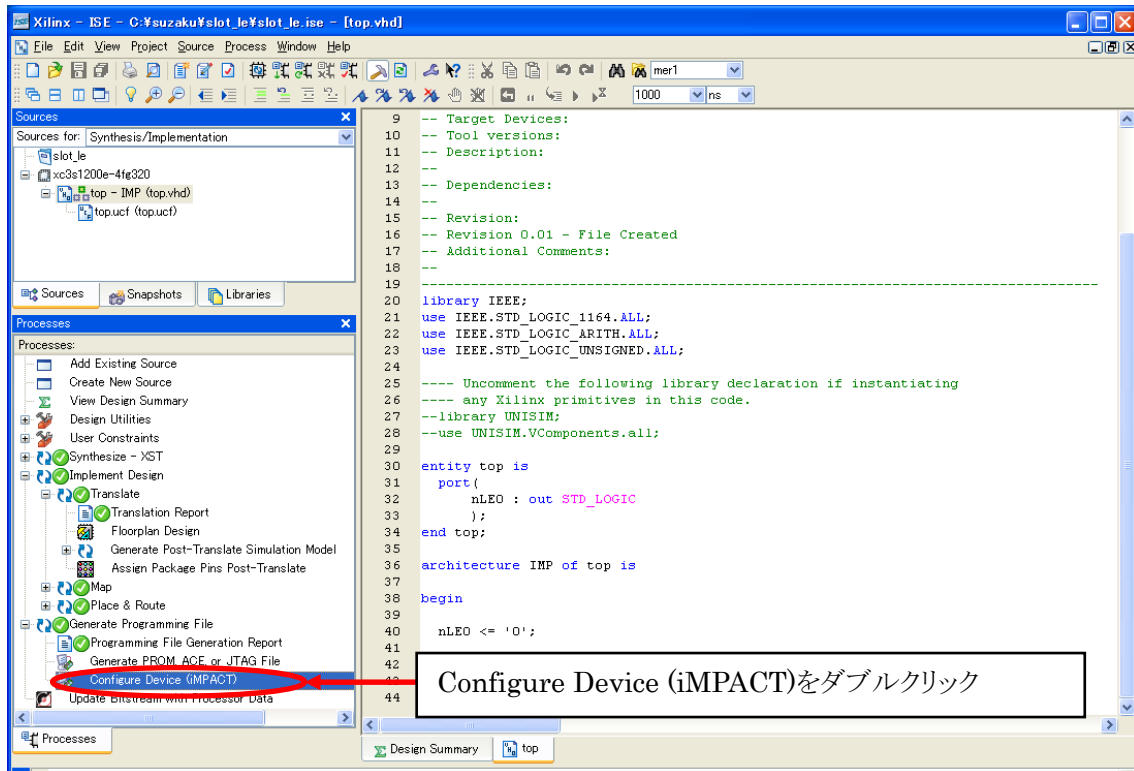 Xilinx - ISE - C:¥suzaku¥slot_le¥slot_le.ise - [top.vhd]
File Edit View Project Source Process Window Help
mer1
1000 ns
Sources
Sources for: Synthesis/Implementation
slot_le
xc3s1200e-4fg320
top - IMP (top.vhd)
top.ucf (top.ucf)
Sources Snapshots Libraries
Processes
Processes:
Add Existing Source
Create New Source
View Design Summary
Design Utilities
User Constraints
Synthesize - XST
Implement Design
Translate
Translation Report
Floorplan Design
Generate Post-Translate Simulation Model
Assign Package Pins Post-Translate
Map
Place & Route
Generate Programming File
Programming File Generation Report
Generate PROM, ACE, or JTAG File
Configure Device (iMPACT)
Update Bitstream with Processor Data
Processes
9 -- Target Devices:
10 -- Tool versions:
11 -- Description:
12 --
13 -- Dependencies:
14 --
15 -- Revision:
16 -- Revision 0.01 - File Created
17 -- Additional Comments:
18 --
19 --------------------------------------------------------------------------------
20 library IEEE;
21 use IEEE.STD_LOGIC_1164.ALL;
22 use IEEE.STD_LOGIC_ARITH.ALL;
23 use IEEE.STD_LOGIC_UNSIGNED.ALL;
24
25 ---- Uncomment the following library declaration if instantiating
26 ---- any Xilinx primitives in this code.
27 --library UNISIM;
28 --use UNISIM.VComponents.all;
29
30 entity top is
31 port(
32 nLE0 : out STD_LOGIC
33 );
34 end top;
35
36 architecture IMP of top is
37
38 begin
39
40 nLE0 <= '0';
41
42
44
Configure Device (iMPACT)をダブルクリック
Design Summary top